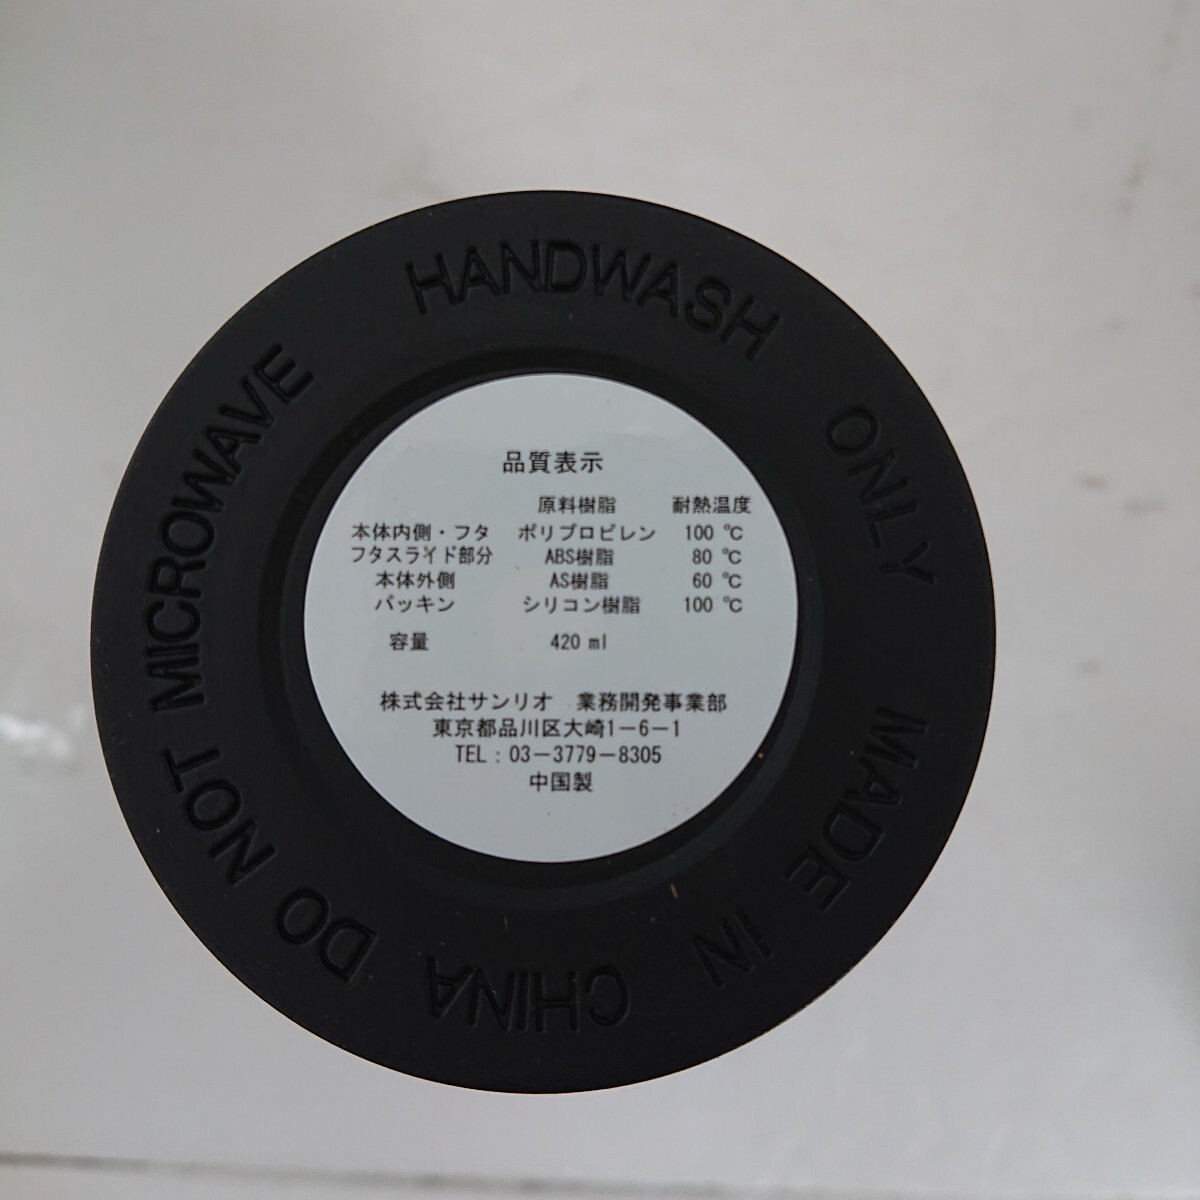 HANDWASH ONLY MADE IN CHINA DO NOT MICROWAVE
品質表示
原料樹脂 耐熱温度
本体内側・フタ ポリプロピレン 100 ℃
フタスライド部分 ABS樹脂 80 ℃
本体外側 AS樹脂 60 ℃
パッキン シリコン樹脂 100 ℃
容量 420 ml
株式会社サンリオ 業務開発事業部
東京都品川区大崎1－6－1
TEL：03－3779－8305
中国製